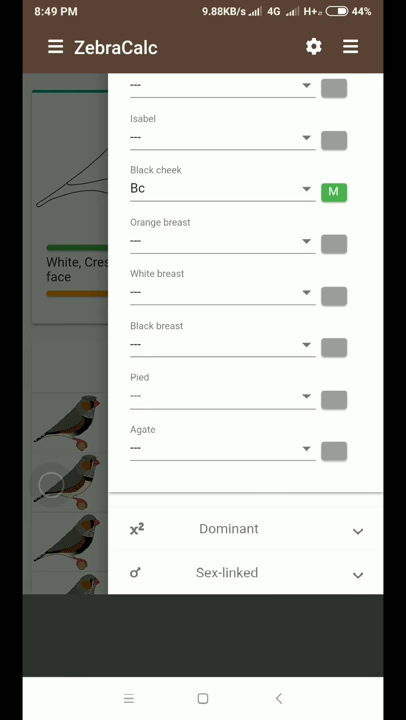 8:49 PM 9.88KB/s 4G H+ 44%
ZebraCalc
---
Isabel
---
Black cheek
Bc M
Orange breast
---
White breast
---
Black breast
---
Pied
---
Agate
---
White, Cres
face
x² Dominant
♂ Sex-linked